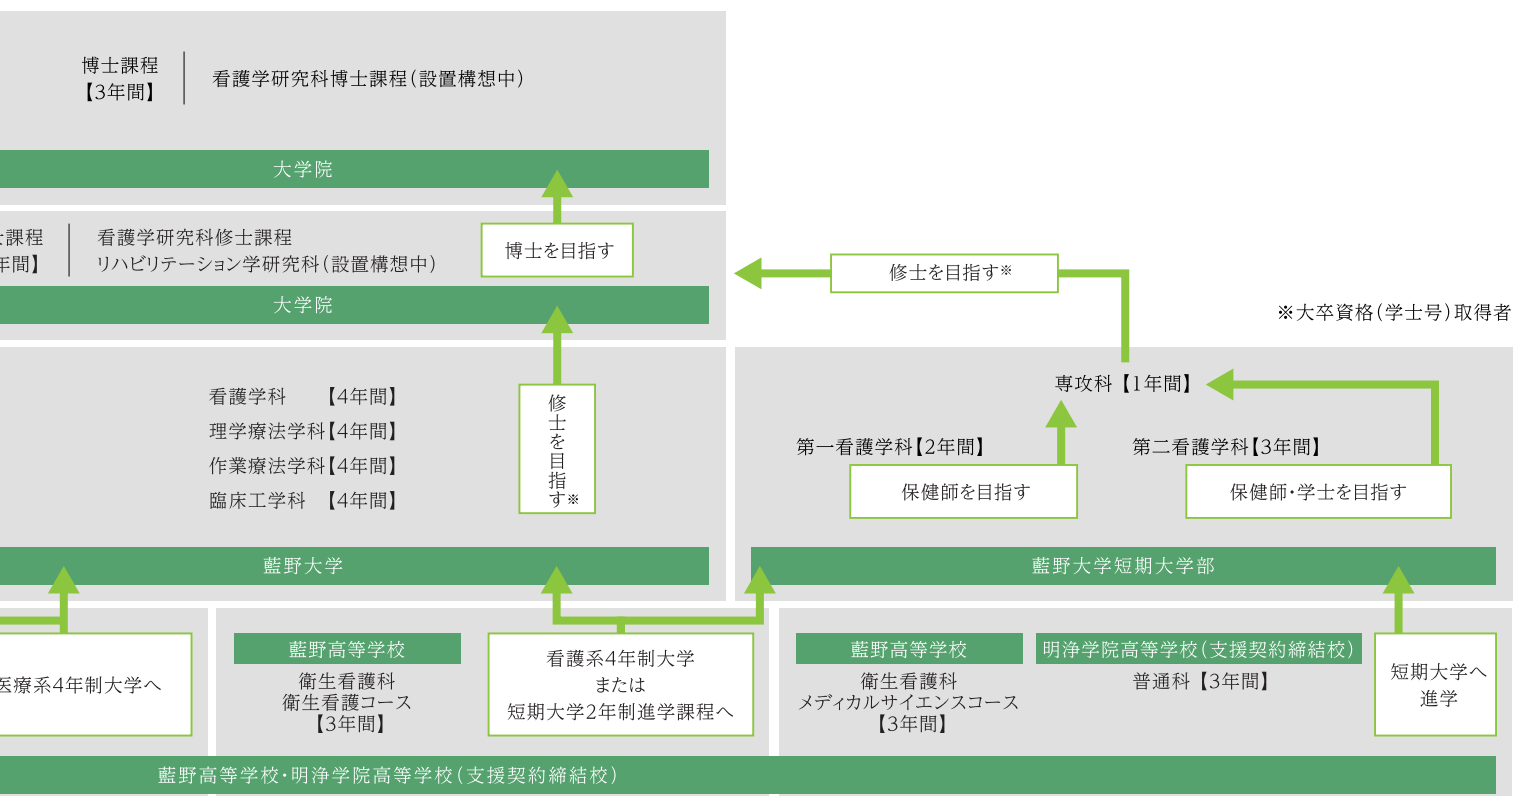 博士課程
【3年間】
看護学研究科博士課程（設置構想中）
大学院
課程
年間】
看護学研究科修士課程
リハビリテーション学研究科（設置構想中）
博士を目指す
大学院
修士を目指す※
※大卒資格（学士号）取得者
看護学科 【4年間】
理学療法学科【4年間】
作業療法学科【4年間】
臨床工学科 【4年間】
修士を目指す※
藍野大学
専攻科【1年間】
第一看護学科【2年間】
保健師を目指す
第二看護学科【3年間】
保健師・学士を目指す
藍野大学短期大学部
医療系4年制大学へ
藍野高等学校
衛生看護科
衛生看護コース
【3年間】
看護系4年制大学
または
短期大学2年制進学課程へ
藍野高等学校
衛生看護科
メディカルサイエンスコース
【3年間】
明浄学院高等学校（支援契約締結校）
普通科【3年間】
短期大学へ
進学
藍野高等学校・明浄学院高等学校（支援契約締結校）